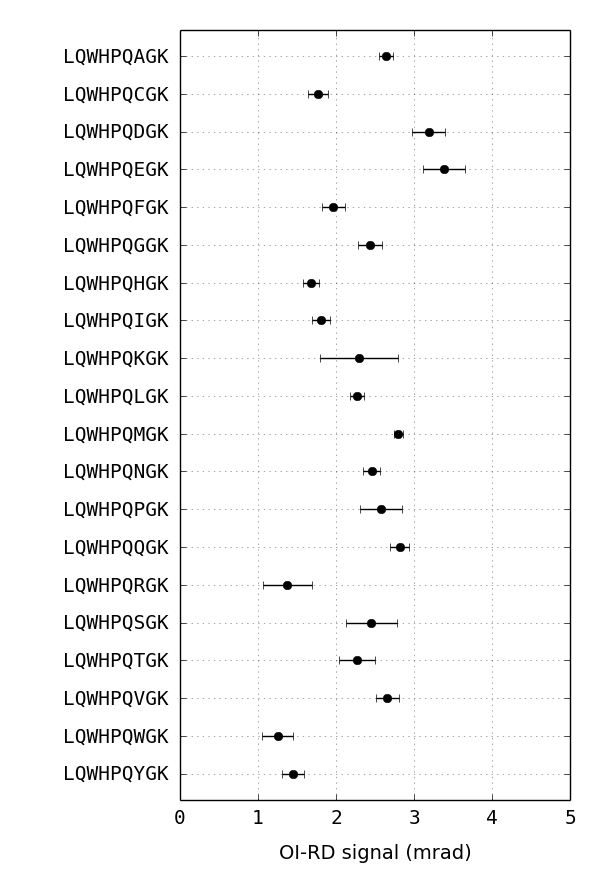 LQWHPQAGK
LQWHPQCGK
LQWHPQDGK
LQWHPQEGK
LQWHPQFGK
LQWHPQGGK
LQWHPQHGK
LQWHPQIGK
LQWHPQKGK
LQWHPQLGK
LQWHPQMGK
LQWHPQNGK
LQWHPQPGK
LQWHPQQGK
LQWHPQRGK
LQWHPQSGK
LQWHPQTGK
LQWHPQVGK
LQWHPQWGK
LQWHPQYGK
0 1 2 3 4 5
OI-RD signal (mrad)